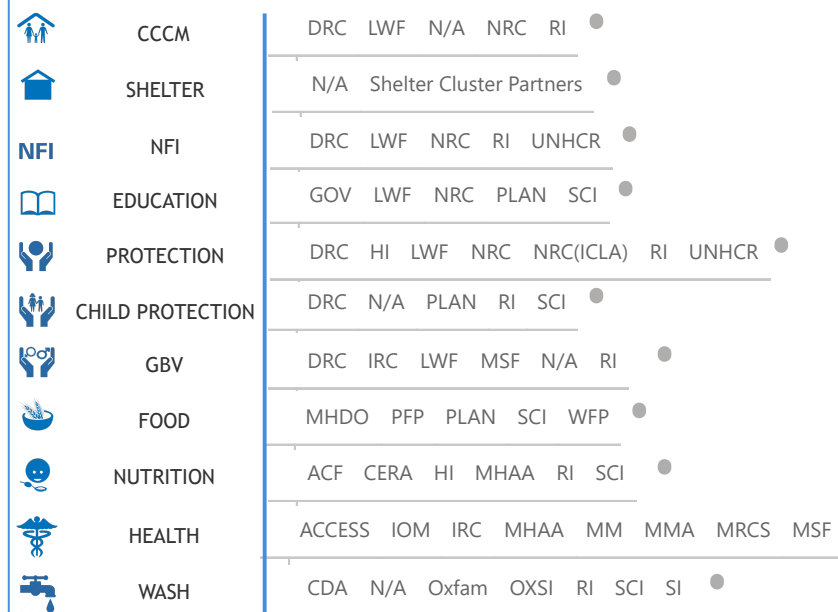 CCCM DRC LWF N/A NRC RI
SHELTER N/A Shelter Cluster Partners
NFI NFI DRC LWF NRC RI UNHCR
EDUCATION GOV LWF NRC PLAN SCI
PROTECTION DRC HI LWF NRC NRC(ICLA) RI UNHCR
CHILD PROTECTION DRC N/A PLAN RI SCI
GBV DRC IRC LWF MSF N/A RI
FOOD MHDO PFP PLAN SCI WFP
NUTRITION ACF CERA HI MHAA RI SCI
HEALTH ACCESS IOM IRC MHAA MM MMA MRCS MSF
WASH CDA N/A Oxfam OXSI RI SCI SI